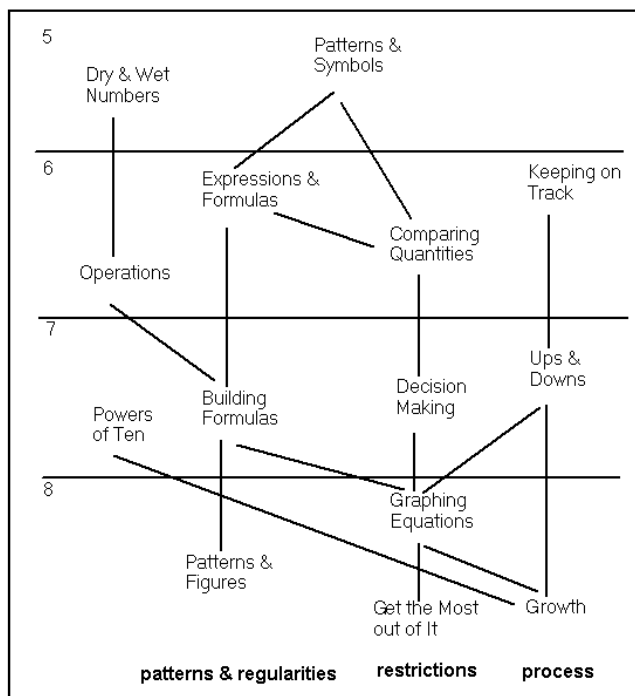 5
Patterns &
Symbols
Dry & Wet
Numbers
6
Expressions &
Formulas
Keeping on
Track
Comparing
Quantities
Operations
7
Building
Formulas
Decision
Making
Ups &
Downs
Powers
of Ten
8
Graphing
Equations
Patterns &
Figures
Get the Most
out of It
Growth
patterns & regularities restrictions process